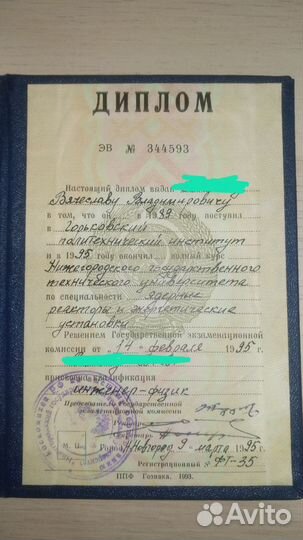 ДИПЛОМ
ЭВ № 344593
Настоящий диплом выдан
Вячеславу Владимировичу
в том, что он в 1989 году поступил
в Горьковский
политехнический институт
и в 1995 году окончил полный курс
Нижегородского государственного
технического университета
по специальности ядерные
реакторы и энергетические
установки
Решением Государственной экзаменационной
комиссии от 14 февраля 1995 г.
присвоена квалификация
инженер-физик
Председатель Государственной
экзаменационной комиссии
Ректор
Секретарь
М. П. Город Н.Новгород 9 марта 1995 г.
Регистрационный № ФТ-35
ППФ Гознака. 1993.
Avito